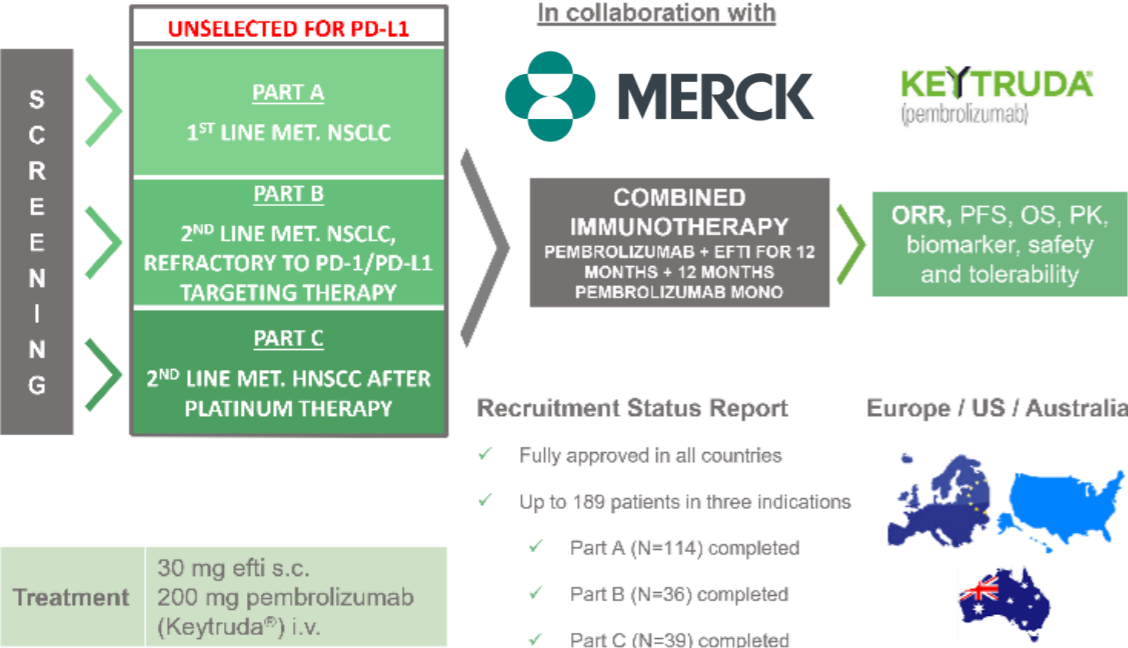 In collaboration with
UNSELECTED FOR PD-L1
SCREENING
PART A
1ST LINE MET. NSCLC
PART B
2ND LINE MET. NSCLC,
REFRACTORY TO PD-1/PD-L1
TARGETING THERAPY
PART C
2ND LINE MET. HNSCC AFTER
PLATINUM THERAPY
MERCK
KEYTRUDA®
(pembrolizumab)
COMBINED
IMMUNOTHERAPY
PEMBROLIZUMAB + EFTI FOR 12
MONTHS + 12 MONTHS
PEMBROLIZUMAB MONO
ORR, PFS, OS, PK,
biomarker, safety
and tolerability
Recruitment Status Report
✓ Fully approved in all countries
✓ Up to 189 patients in three indications
✓ Part A (N=114) completed
✓ Part B (N=36) completed
✓ Part C (N=39) completed
Europe / US / Australia
Treatment
30 mg efti s.c.
200 mg pembrolizumab
(Keytruda®) i.v.